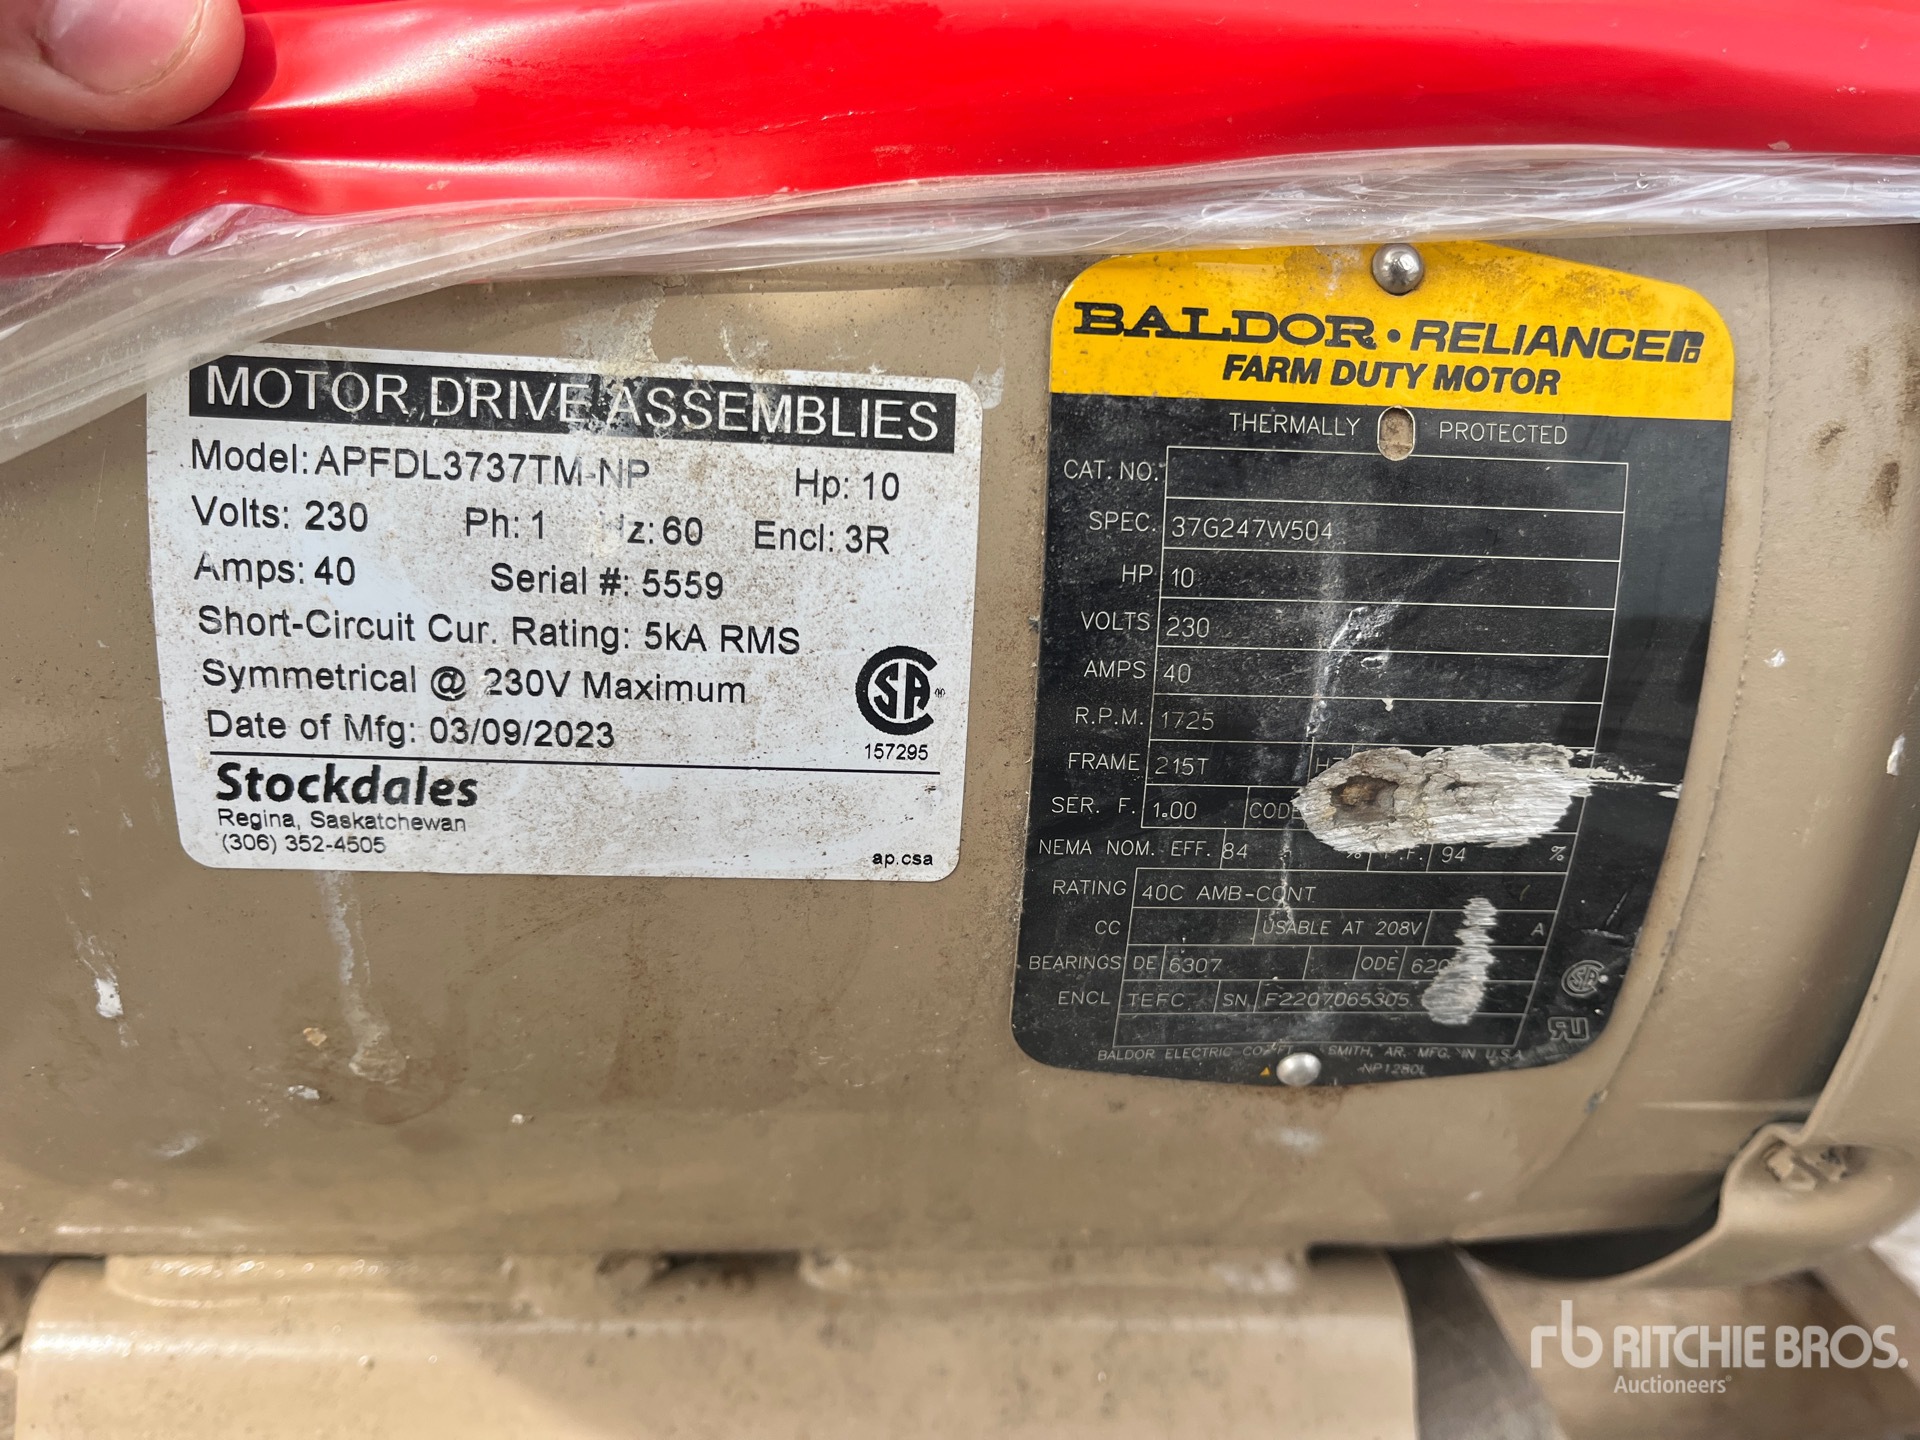 MOTOR DRIVE ASSEMBLIES
Model: APFDL3737TM-NP Hp: 10
Volts: 230 Ph: 1 Hz: 60 Encl: 3R
Amps: 40 Serial #: 5559
Short-Circuit Cur. Rating: 5kA RMS
Symmetrical @ 230V Maximum
Date of Mfg: 03/09/2023
157295
Stockdales
Regina, Saskatchewan
(306) 352-4505
ap.csa
BALDOR • RELIANCE
FARM DUTY MOTOR
THERMALLY PROTECTED
CAT. NO.
SPEC. 37G247W504
HP 10
VOLTS 230
AMPS 40
R.P.M. 1725
FRAME 215T HZ
SER. F. 1.00 CODE
NEMA NOM. EFF. 84 % P.F. 94 %
RATING 40C AMB-CONT
CC USABLE AT 208V A
BEARINGS DE 6307 ODE
ENCL TEFC SN F2207065305
BALDOR ELECTRIC CO. FT. SMITH, AR. MFG. IN U.S.A.
NP1280L
rb RITCHIE BROS.
Auctioneers